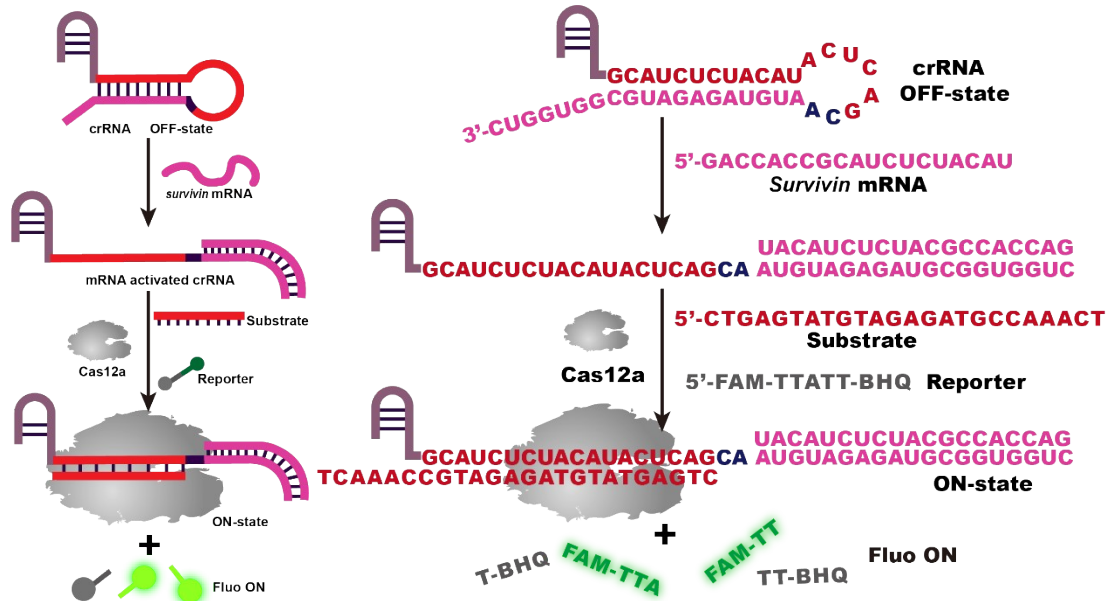 crRNA OFF-state
survivin mRNA
mRNA activated crRNA
Substrate
Cas12a
Reporter
ON-state
+
Fluo ON
GCAUCUCUACAU
ACUCAG
CA
3’-CUGGUGGCGUAGAGAUGUA
crRNA
OFF-state
5’-GACCACCGCAUCUCUACAU
Survivin mRNA
UACAUCUCUACGCCACCAG
GCAUCUCUACAUACUCAGCA AUGUAGAGAUGCGGUGGUC
5’-CTGAGTATGTAGAGATGCCAAACT
Substrate
Cas12a
5’-FAM-TTATT-BHQ Reporter
UACAUCUCUACGCCACCAG
GCAUCUCUACAUACUCAGCA AUGUAGAGAUGCGGUGGUC
TCAAACCGTAGAGATGTATGAGTC
ON-state
+
T-BHQ
FAM-TTA
FAM-TT
TT-BHQ
Fluo ON